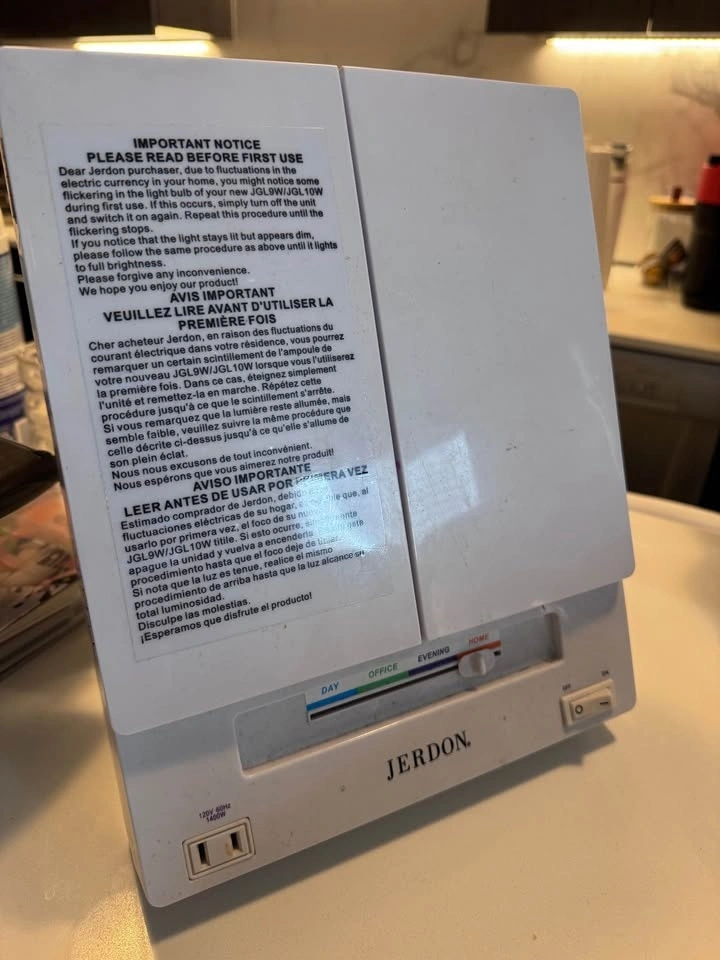 IMPORTANT NOTICE
PLEASE READ BEFORE FIRST USE
Dear Jerdon purchaser, due to fluctuations in the
electric currency in your home, you might notice some
flickering in the light bulb of your new JGL9W/JGL10W
during first use. If this occurs, simply turn off the unit
and switch it on again. Repeat this procedure until the
flickering stops.
If you notice that the light stays lit but appears dim,
please follow the same procedure as above until it lights
to full brightness.
Please forgive any inconvenience.
We hope you enjoy our product!
AVIS IMPORTANT
VEUILLEZ LIRE AVANT D'UTILISER LA
PREMIÈRE FOIS
Cher acheteur Jerdon, en raison des fluctuations du
courant électrique dans votre résidence, vous pourrez
remarquer un certain scintillement de l'ampoule de
votre nouveau JGL9W/JGL10W lorsque vous l'utiliserez
la première fois. Dans ce cas, éteignez simplement
l'unité et remettez-la en marche. Répétez cette
procédure jusqu'à ce que le scintillement s'arrête.
Si vous remarquez que la lumière reste allumée, mais
semble faible, veuillez suivre la même procédure que
celle décrite ci-dessus jusqu'à ce qu'elle s'allume de
son plein éclat.
Nous nous excusons de tout inconvénient.
Nous espérons que vous aimerez notre produit!
AVISO IMPORTANTE
LEER ANTES DE USAR POR VEZ
Estimado comprador de Jerdon, que, al
fluctuaciones eléctricas de su hogar,
usarlo por primera vez, el foco de su
JGL9W/JGL10W titile. Si esto ocurre,
apague la unidad y vuelva a encenderla. este
procedimiento hasta que el foco deje de
Si nota que la luz es tenue, realice el mismo
procedimiento de arriba hasta que la luz alcance su
total luminosidad.
Disculpe las molestias.
¡Esperamos que disfrute el producto!
DAY OFFICE EVENING HOME
OFF ON
JERDON.
120V 60Hz
1400W